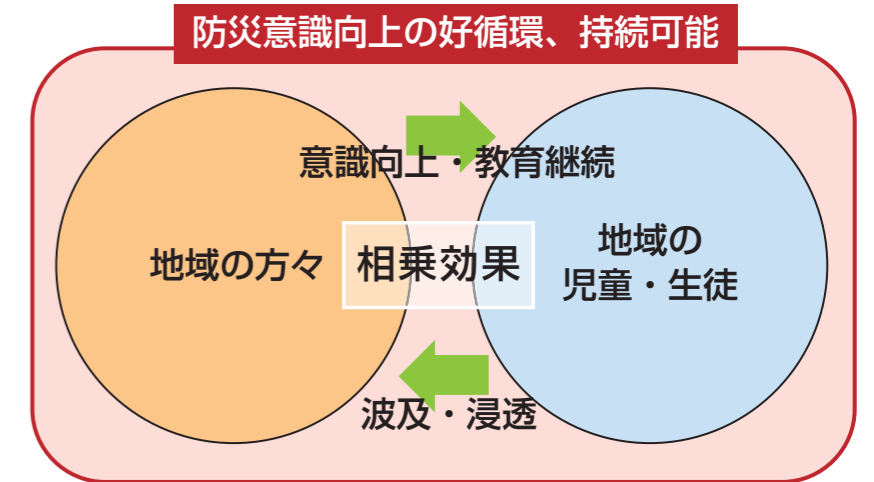 防災意識向上の好循環、持続可能
意識向上・教育継続
地域の方々
相乗効果
地域の
児童・生徒
波及・浸透